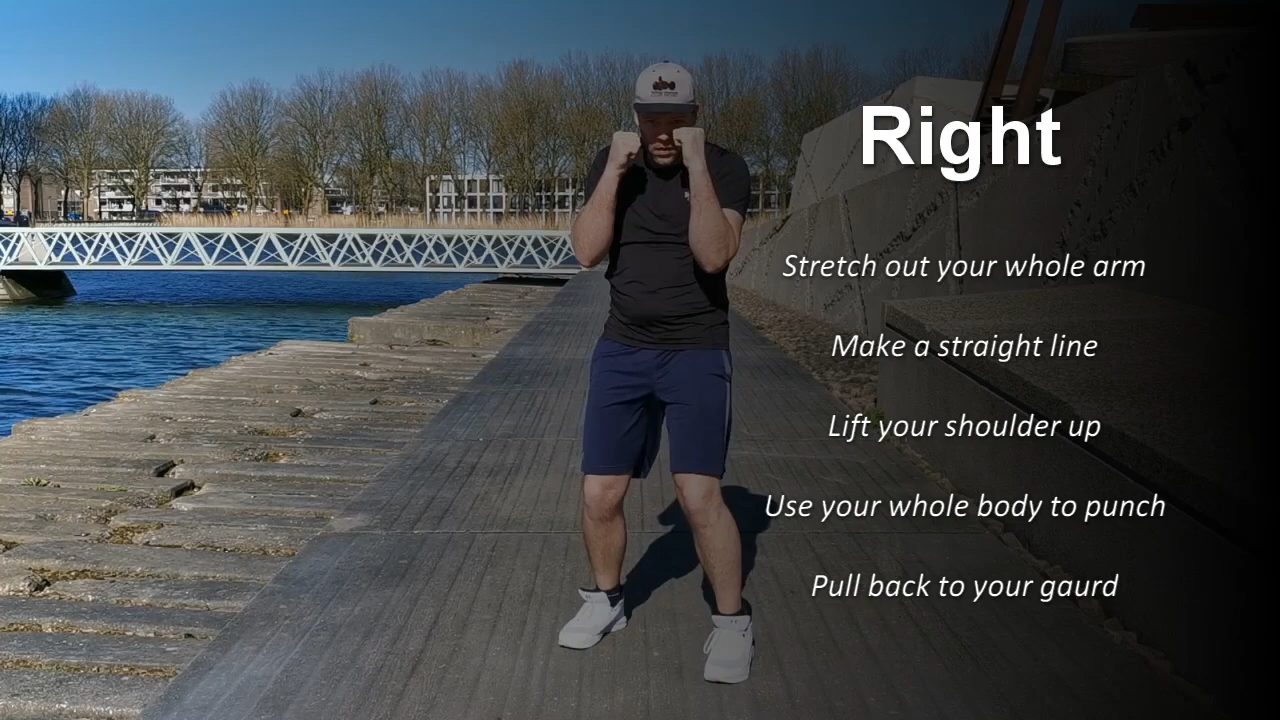 Right
Stretch out your whole arm
Make a straight line
Lift your shoulder up
Use your whole body to punch
Pull back to your gaurd